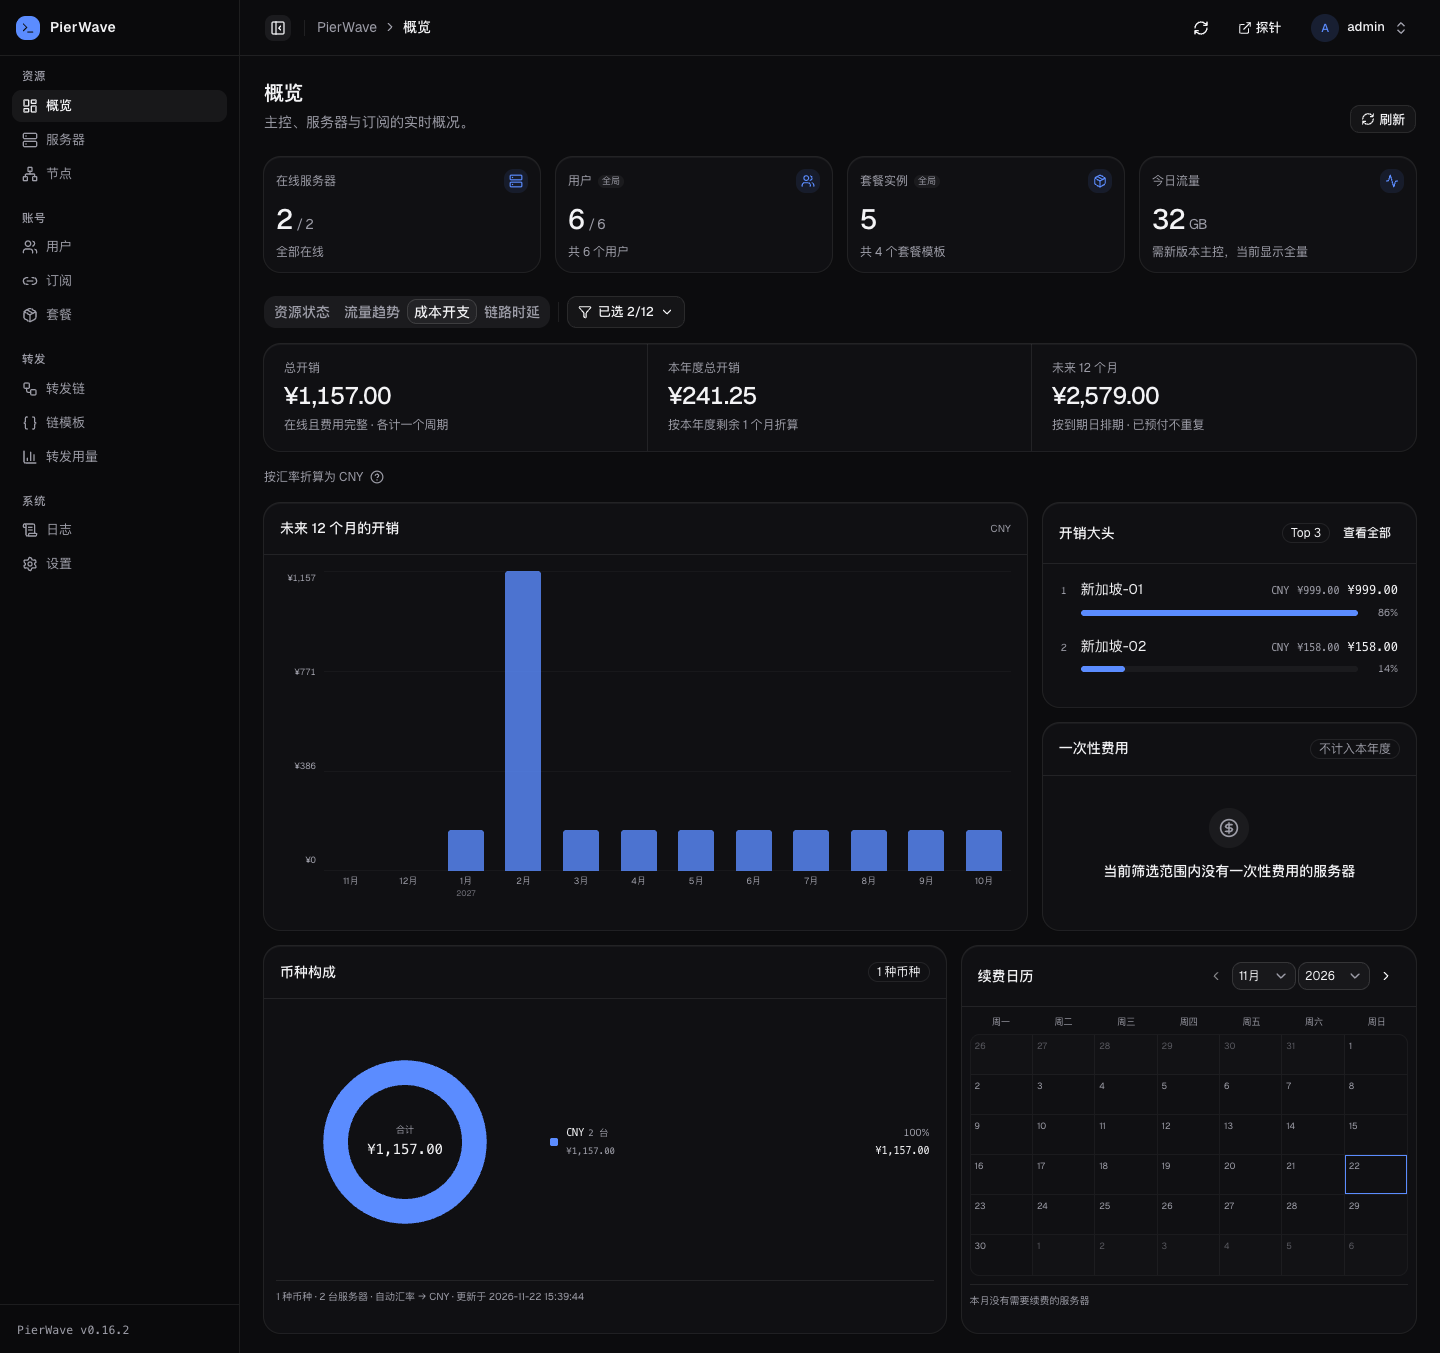 PierWave
PierWave > 概览
探针
A admin
资源
概览
服务器
节点
账号
用户
订阅
套餐
转发
转发链
链模板
转发用量
系统
日志
设置
PierWave v0.16.2
概览
主控、服务器与订阅的实时概况。
刷新
在线服务器
2 / 2
全部在线
用户 全局
6 / 6
共 6 个用户
套餐实例 全局
5
共 4 个套餐模板
今日流量
32 GB
需新版本主控，当前显示全量
资源状态 流量趋势 成本开支 链路时延
已选 2/12
总开销
¥1,157.00
在线且费用完整 · 各计一个周期
本年度总开销
¥241.25
按本年度剩余 1 个月折算
未来 12 个月
¥2,579.00
按到期日排期 · 已预付不重复
按汇率折算为 CNY
未来 12 个月的开销 CNY
¥1,157
¥771
¥386
¥0
11月 12月 1月 2月 3月 4月 5月 6月 7月 8月 9月 10月
2027
开销大头 Top 3 查看全部
1 新加坡-01 CNY ¥999.00 ¥999.00
86%
2 新加坡-02 CNY ¥158.00 ¥158.00
14%
一次性费用 不计入本年度
当前筛选范围内没有一次性费用的服务器
币种构成 1 种币种
合计
¥1,157.00
CNY 2 台 100%
¥1,157.00 ¥1,157.00
1 种币种 · 2 台服务器 · 自动汇率 → CNY · 更新于 2026-11-22 15:39:44
续费日历 11月 2026
周一 周二 周三 周四 周五 周六 周日
26 27 28 29 30 31 1
2 3 4 5 6 7 8
9 10 11 12 13 14 15
16 17 18 19 20 21 22
23 24 25 26 27 28 29
30 1 2 3 4 5 6
本月没有需要续费的服务器